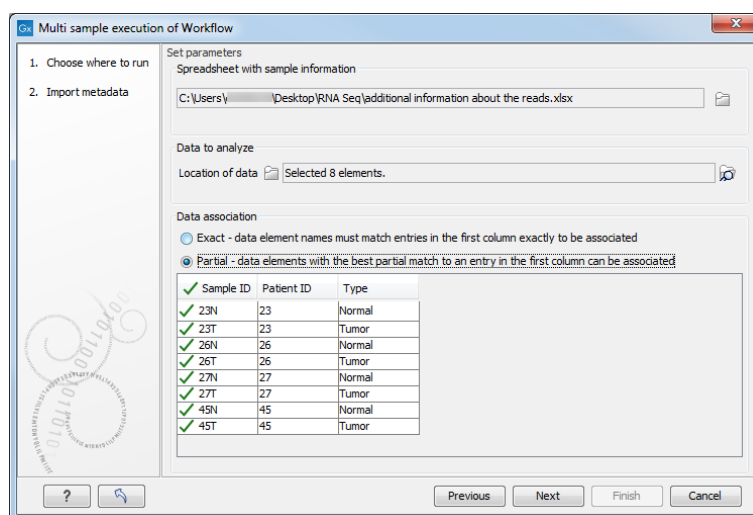 Gx Multi sample execution of Workflow
1. Choose where to run
2. Import metadata
Set parameters
Spreadsheet with sample information
C:\Users\ \Desktop\RNA Seq\additional information about the reads.xlsx
Data to analyze
Location of data Selected 8 elements.
Data association
Exact - data element names must match entries in the first column exactly to be associated
Partial - data elements with the best partial match to an entry in the first column can be associated
Sample ID Patient ID Type
23N 23 Normal
23T 23 Tumor
26N 26 Normal
26T 26 Tumor
27N 27 Normal
27T 27 Tumor
45N 45 Normal
45T 45 Tumor
? Previous Next Finish Cancel